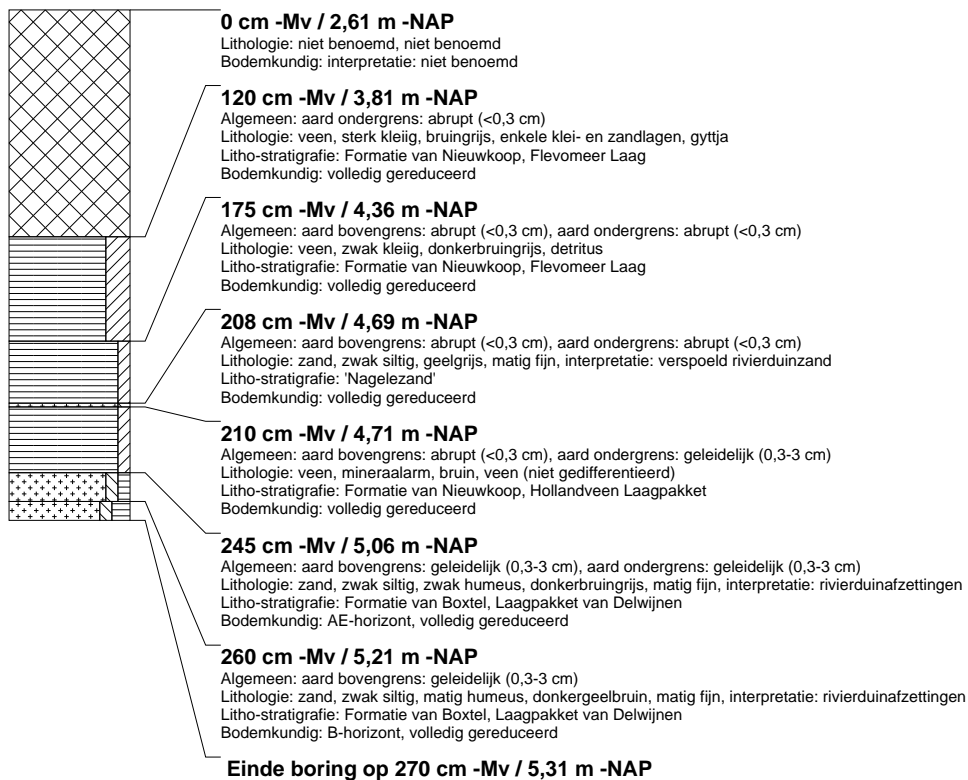 0 cm -Mv / 2,61 m -NAP
Lithologie: niet benoemd, niet benoemd
Bodemkundig: interpretatie: niet benoemd
120 cm -Mv / 3,81 m -NAP
Algemeen: aard ondergrens: abrupt (<0,3 cm)
Lithologie: veen, sterk kleiig, bruingrijs, enkele klei- en zandlagen, gyttja
Litho-stratigrafie: Formatie van Nieuwkoop, Flevomeer Laag
Bodemkundig: volledig gereduceerd
175 cm -Mv / 4,36 m -NAP
Algemeen: aard bovengrens: abrupt (<0,3 cm), aard ondergrens: abrupt (<0,3 cm)
Lithologie: veen, zwak kleiig, donkerbruingrijs, detritus
Litho-stratigrafie: Formatie van Nieuwkoop, Flevomeer Laag
Bodemkundig: volledig gereduceerd
208 cm -Mv / 4,69 m -NAP
Algemeen: aard bovengrens: abrupt (<0,3 cm), aard ondergrens: abrupt (<0,3 cm)
Lithologie: zand, zwak siltig, geelgrijs, matig fijn, interpretatie: verspoeld rivierduinzand
Litho-stratigrafie: 'Nagelezand'
Bodemkundig: volledig gereduceerd
210 cm -Mv / 4,71 m -NAP
Algemeen: aard bovengrens: abrupt (<0,3 cm), aard ondergrens: geleidelijk (0,3-3 cm)
Lithologie: veen, mineraalarm, bruin, veen (niet gedifferentieerd)
Litho-stratigrafie: Formatie van Nieuwkoop, Hollandveen Laagpakket
Bodemkundig: volledig gereduceerd
245 cm -Mv / 5,06 m -NAP
Algemeen: aard bovengrens: geleidelijk (0,3-3 cm), aard ondergrens: geleidelijk (0,3-3 cm)
Lithologie: zand, zwak siltig, zwak humeus, donkerbruingrijs, matig fijn, interpretatie: rivierduinafzettingen
Litho-stratigrafie: Formatie van Boxtel, Laagpakket van Delwijnen
Bodemkundig: AE-horizont, volledig gereduceerd
260 cm -Mv / 5,21 m -NAP
Algemeen: aard bovengrens: geleidelijk (0,3-3 cm)
Lithologie: zand, zwak siltig, matig humeus, donkergeelbruin, matig fijn, interpretatie: rivierduinafzettingen
Litho-stratigrafie: Formatie van Boxtel, Laagpakket van Delwijnen
Bodemkundig: B-horizont, volledig gereduceerd
Einde boring op 270 cm -Mv / 5,31 m -NAP